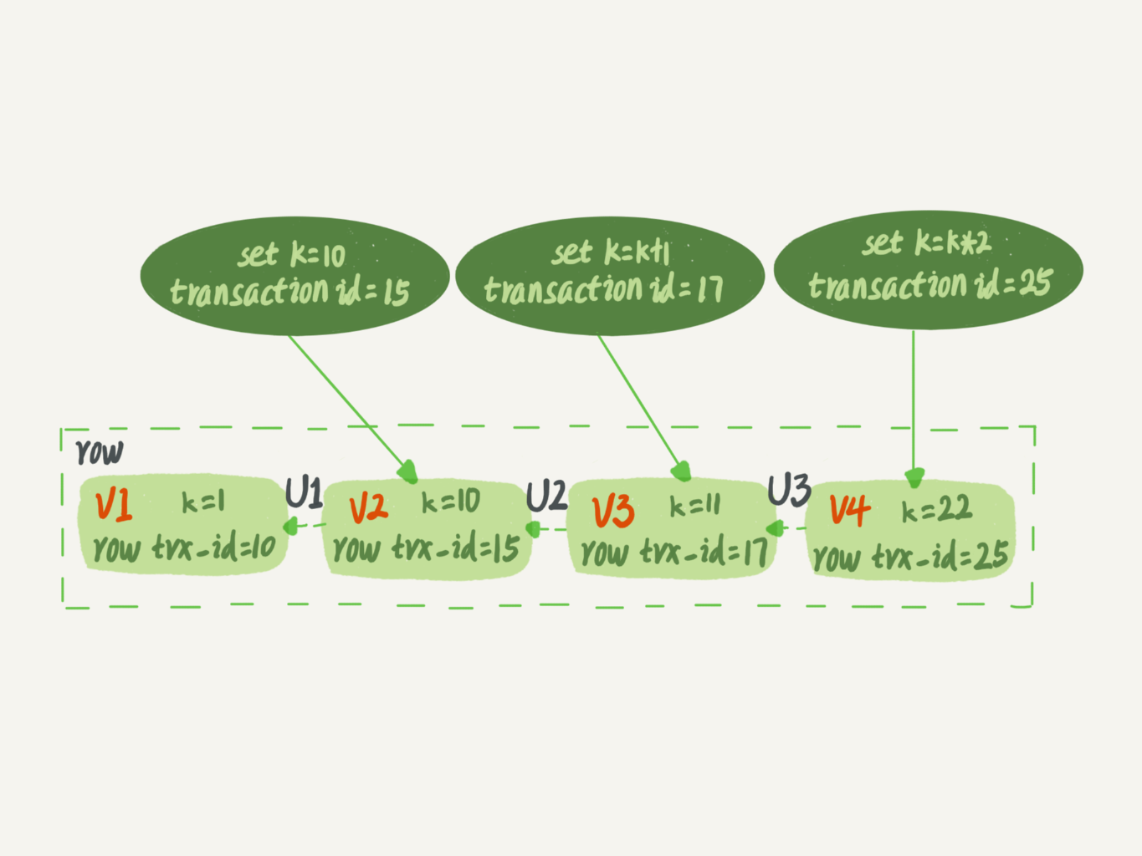 set k=10
transaction id=15
set k=k+1
transaction id=17
set k=k*2
transaction id=25
row
V1 k=1
row trx_id=10
U1
V2 k=10
row trx_id=15
U2
V3 k=11
row trx_id=17
U3
V4 k=22
row trx_id=25